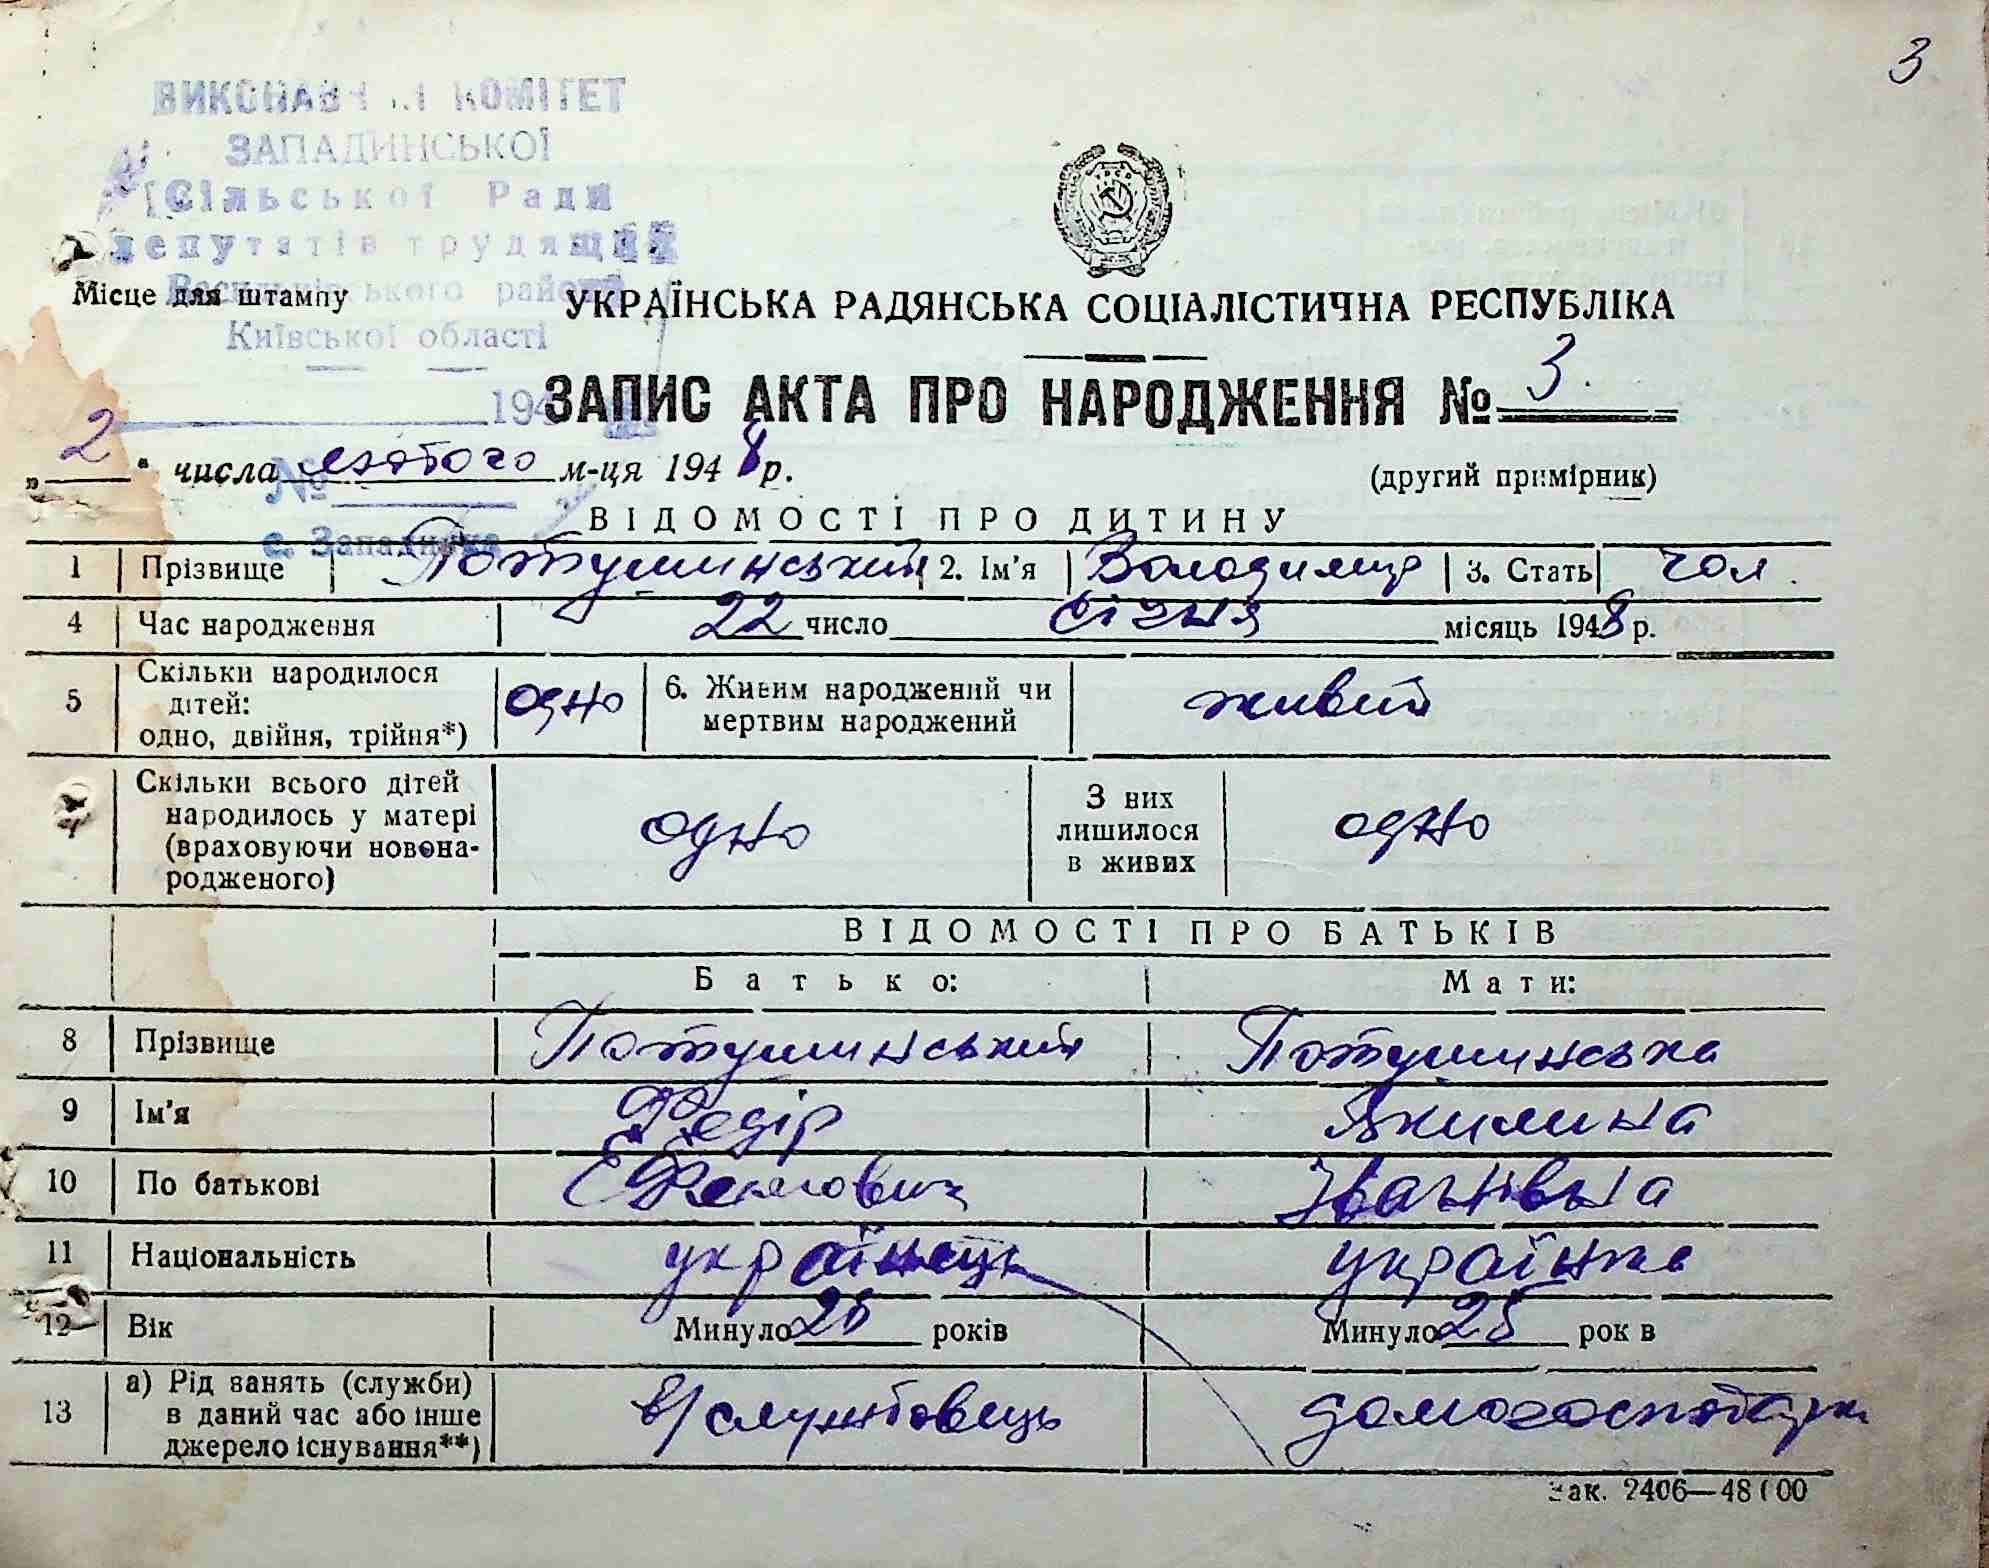 3
ВИКОНАВЧИЙ КОМІТЕТ
ЗАПАДИНСЬКОЇ
Сільської Ради
депутатів трудящих
Васильківського району
Київської області
194
№
с. Западинка
Місце для штампу
УКРАЇНСЬКА РАДЯНСЬКА СОЦІАЛІСТИЧНА РЕСПУБЛІКА
ЗАПИС АКТА ПРО НАРОДЖЕННЯ № 3.
„2“ числа лютого м-ця 1948 р.
(другий примірник)
ВІДОМОСТІ ПРО ДИТИНУ
1 Прізвище Потушинський 2. Ім'я Володимир 3. Стать чол.
4 Час народження 22 число січня місяць 1948 р.
5 Скільки народилося дітей: одно, двійня, трійня*) одно 6. Живим народжений чи мертвим народжений живий
Скільки всього дітей народилось у матері (враховуючи новонародженого) одно З них лишилося в живих одно
ВІДОМОСТІ ПРО БАТЬКІВ
Батько: Мати:
8 Прізвище Потушинський Потушинська
9 Ім'я Федір Якилина
10 По батькові Іванівна
11 Національність українець українка
12 Вік Минуло років Минуло 25 рок в
13 а) Рід занять (служби) в даний час або інше джерело існування**) в/службовець домогосподарка
Зак. 2406—48000